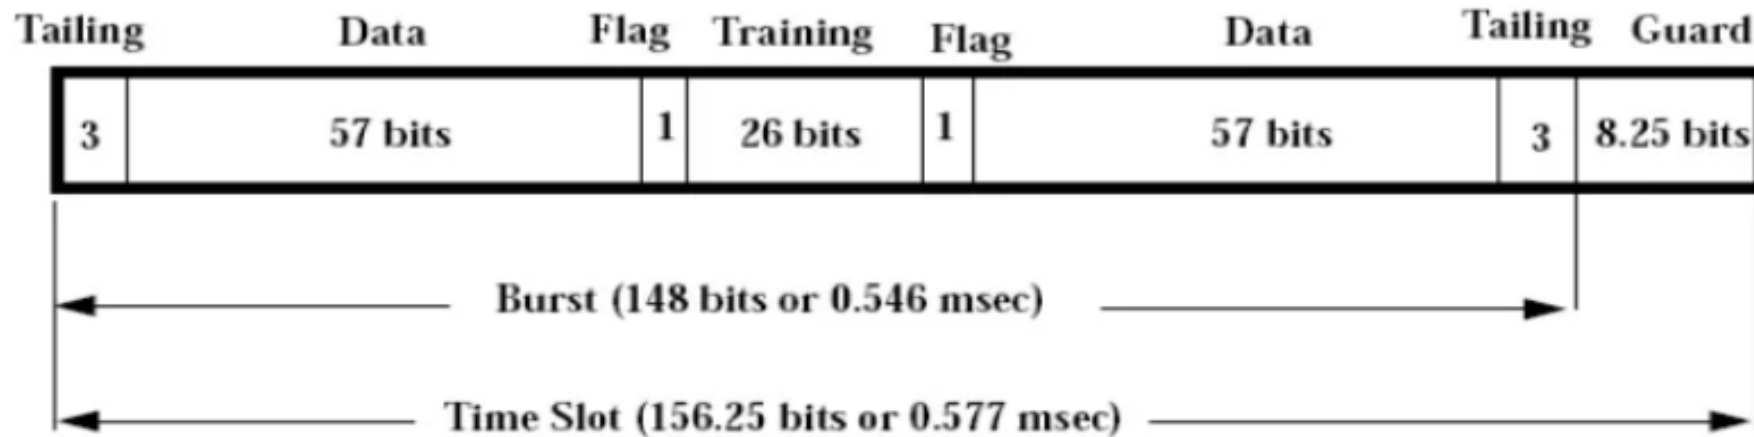 Tailing Data Flag Training Flag Data Tailing Guard
3 57 bits 1 26 bits 1 57 bits 3 8.25 bits
Burst (148 bits or 0.546 msec)
Time Slot (156.25 bits or 0.577 msec)